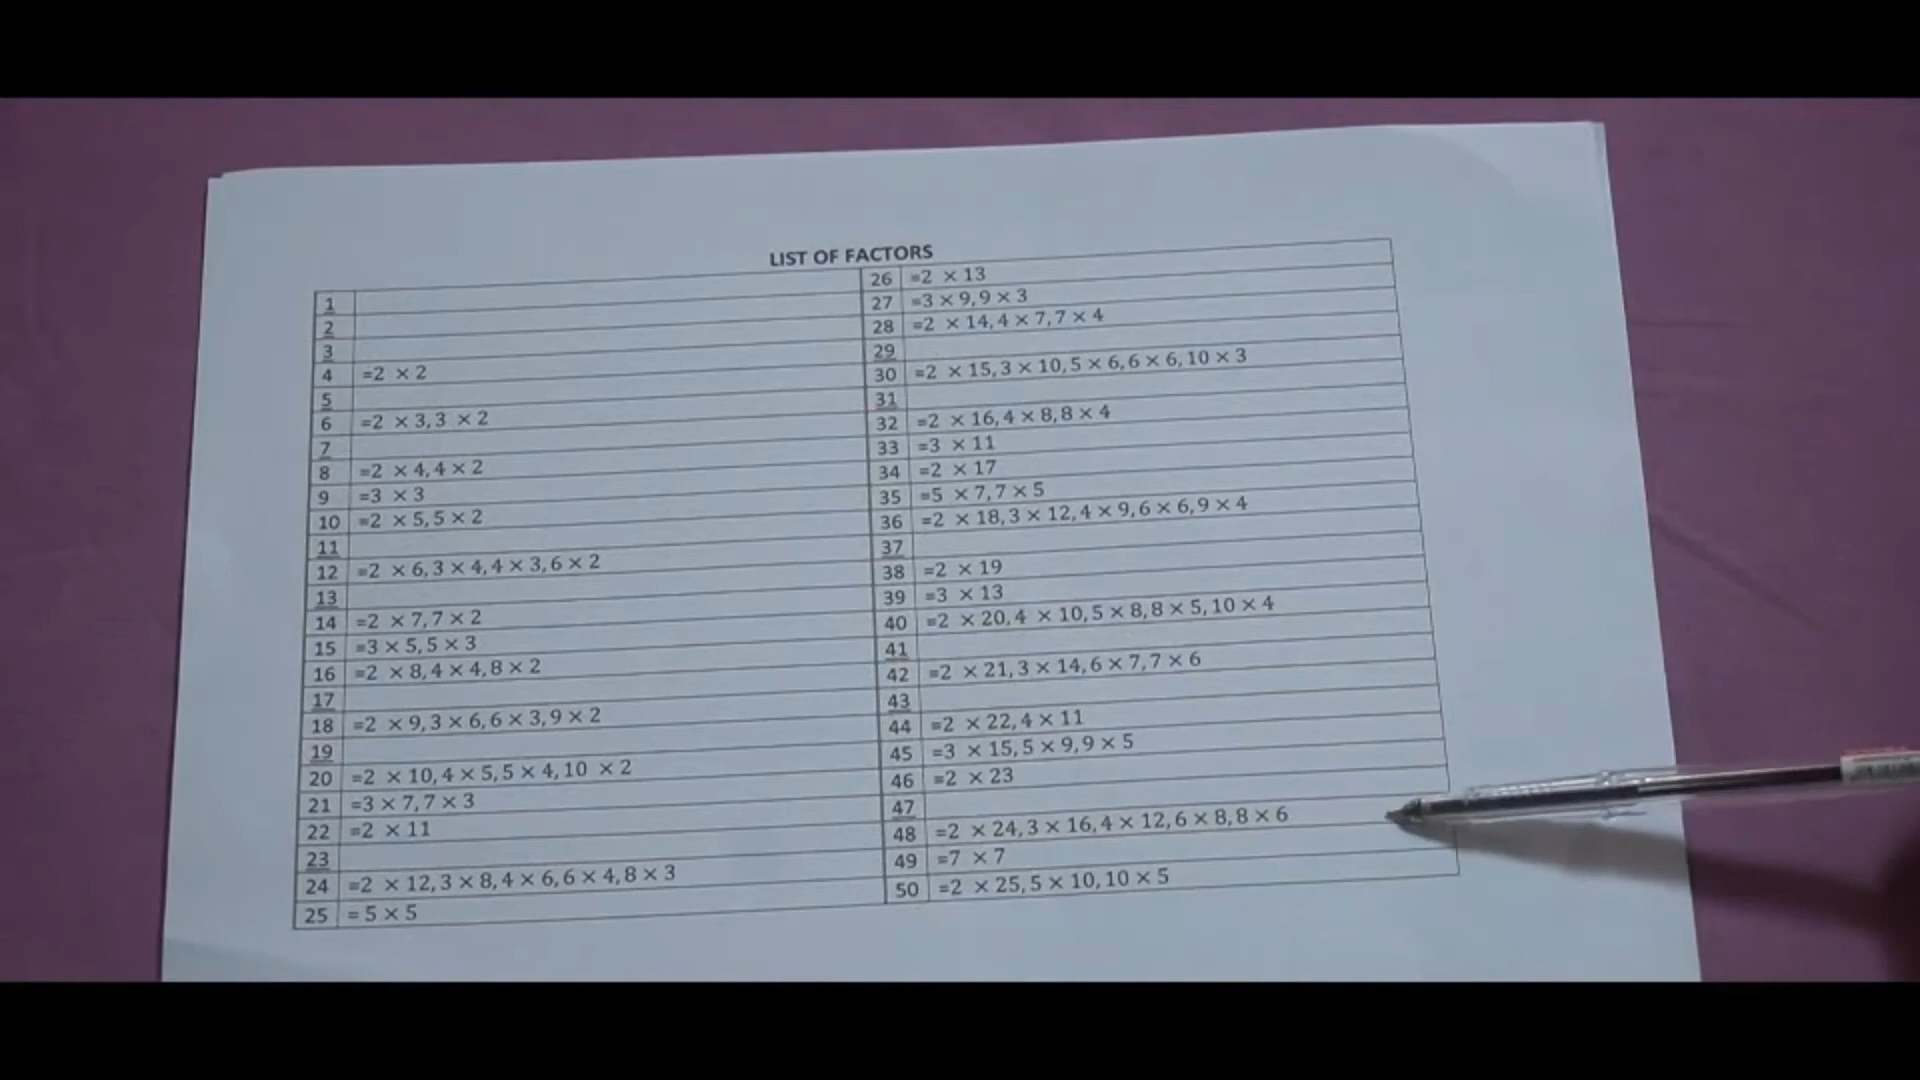 LIST OF FACTORS
1
2
3
4 =2 × 2
5
6 =2 × 3, 3 × 2
7
8 =2 × 4, 4 × 2
9 =3 × 3
10 =2 × 5, 5 × 2
11
12 =2 × 6, 3 × 4, 4 × 3, 6 × 2
13
14 =2 × 7, 7 × 2
15 =3 × 5, 5 × 3
16 =2 × 8, 4 × 4, 8 × 2
17
18 =2 × 9, 3 × 6, 6 × 3, 9 × 2
19
20 =2 × 10, 4 × 5, 5 × 4, 10 × 2
21 =3 × 7, 7 × 3
22 =2 × 11
23
24 =2 × 12, 3 × 8, 4 × 6, 6 × 4, 8 × 3
25 = 5 × 5
26 =2 × 13
27 =3 × 9, 9 × 3
28 =2 × 14, 4 × 7, 7 × 4
29
30 =2 × 15, 3 × 10, 5 × 6, 6 × 6, 10 × 3
31
32 =2 × 16, 4 × 8, 8 × 4
33 =3 × 11
34 =2 × 17
35 =5 × 7, 7 × 5
36 =2 × 18, 3 × 12, 4 × 9, 6 × 6, 9 × 4
37
38 =2 × 19
39 =3 × 13
40 =2 × 20, 4 × 10, 5 × 8, 8 × 5, 10 × 4
41
42 =2 × 21, 3 × 14, 6 × 7, 7 × 6
43
44 =2 × 22, 4 × 11
45 =3 × 15, 5 × 9, 9 × 5
46 =2 × 23
47
48 =2 × 24, 3 × 16, 4 × 12, 6 × 8, 8 × 6
49 =7 × 7
50 =2 × 25, 5 × 10, 10 × 5